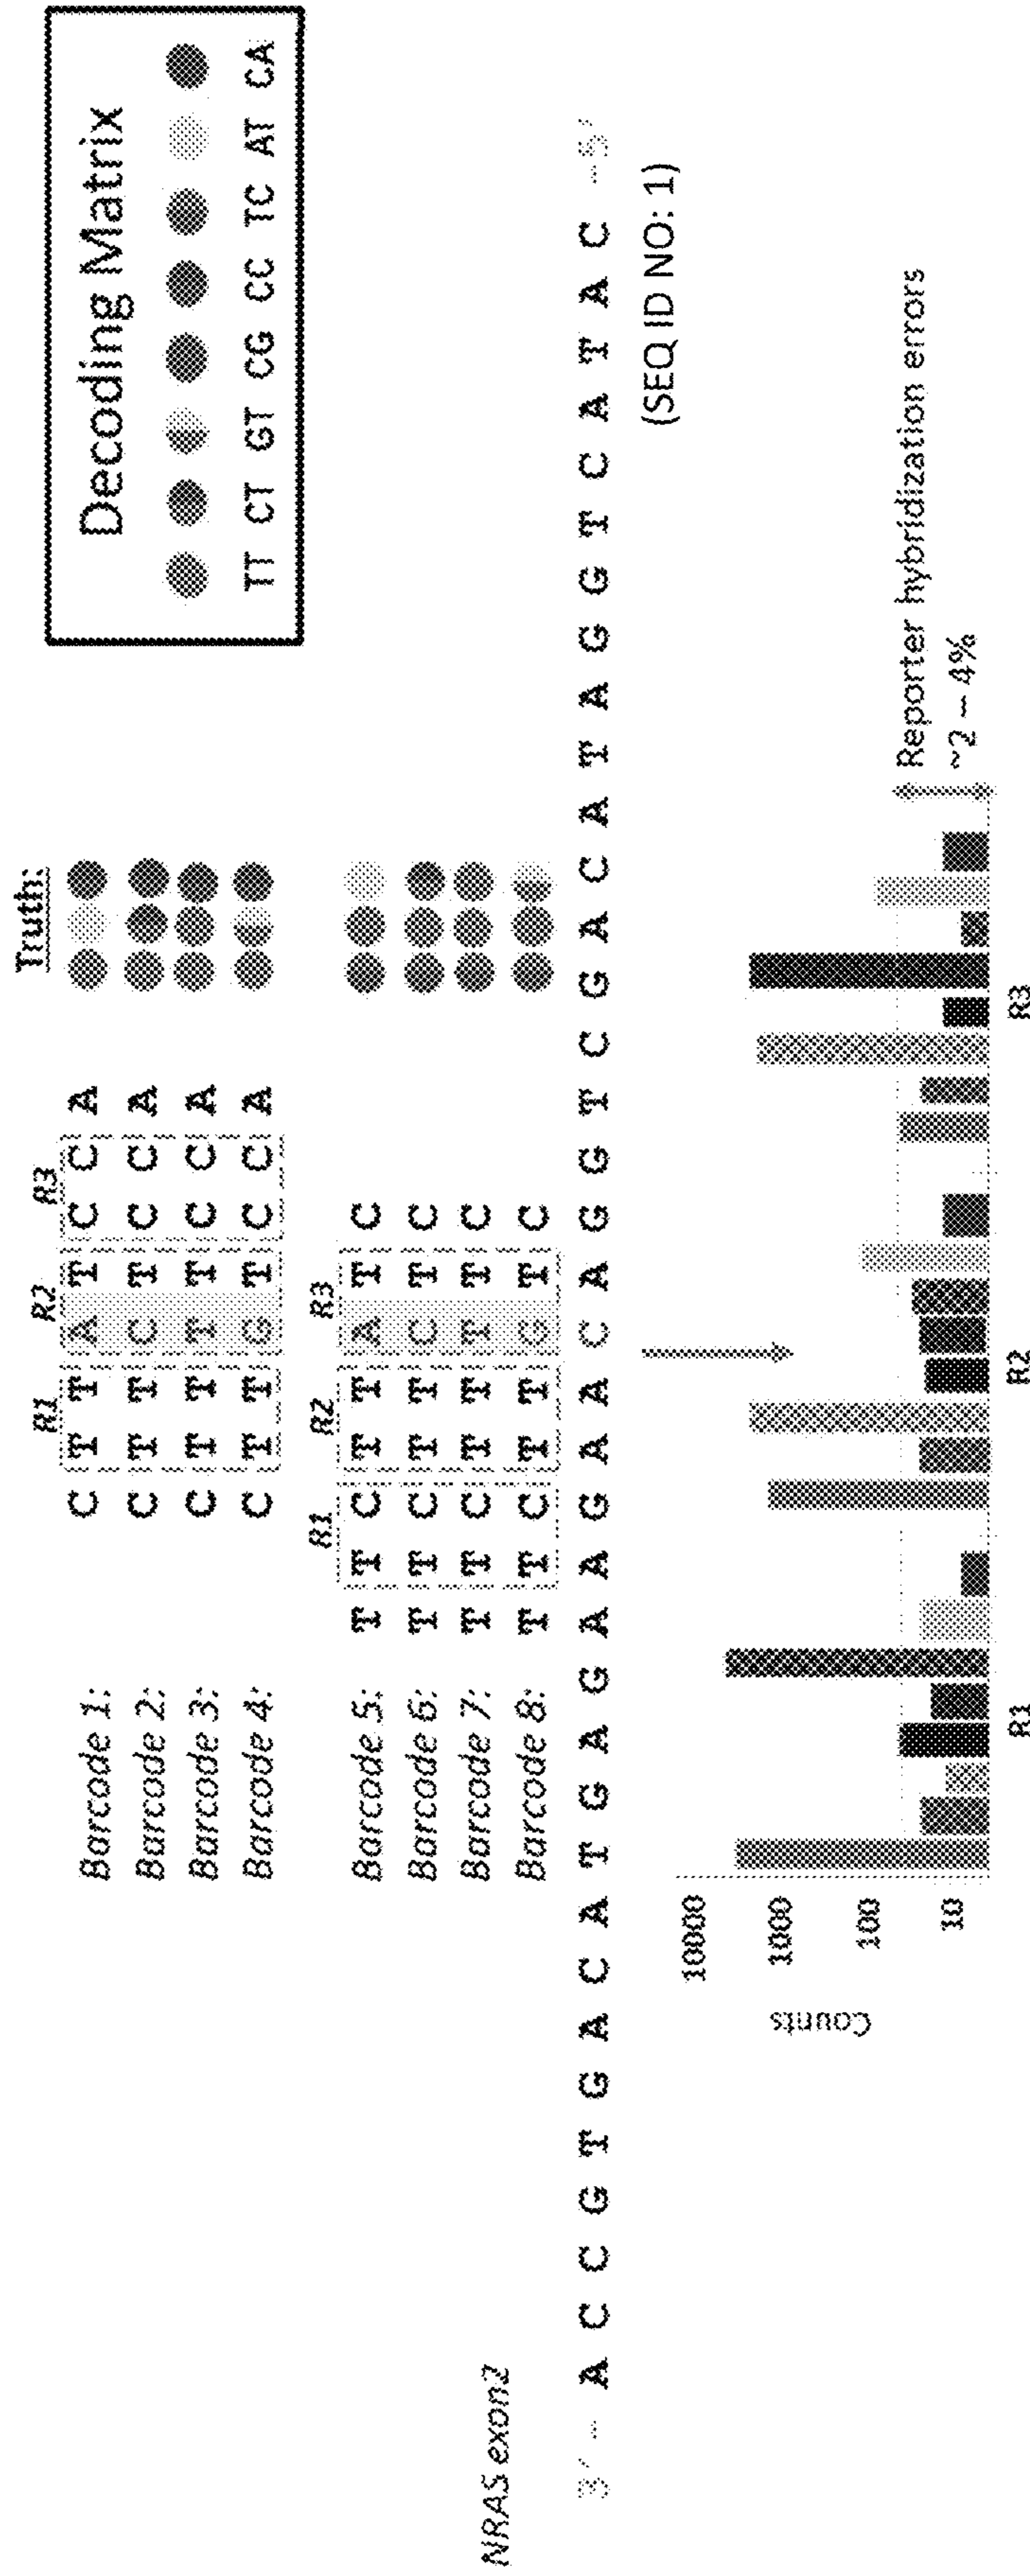 Decoding Matrix
TT CT GT CG CC TC AT CA
Truth:
R1 R2 R3
Barcode 1: C T T A T C C A
Barcode 2: C T T C T C C A
Barcode 3: C T T T T C C A
Barcode 4: C T T G T C C A
R1 R2 R3
Barcode 5: T T C T T A T C
Barcode 6: T T C T T C T C
Barcode 7: T T C T T T T C
Barcode 8: T T C T T G T C
NRAS exon2
3' – A C C G T G A C A T G A G A A G A A C A G G T C G A C A T A G G T C A T A C –5'
(SEQ ID NO: 1)
Counts
10000
1000
100
10
Reporter hybridization errors
~2 – 4%
R1 R2 R3